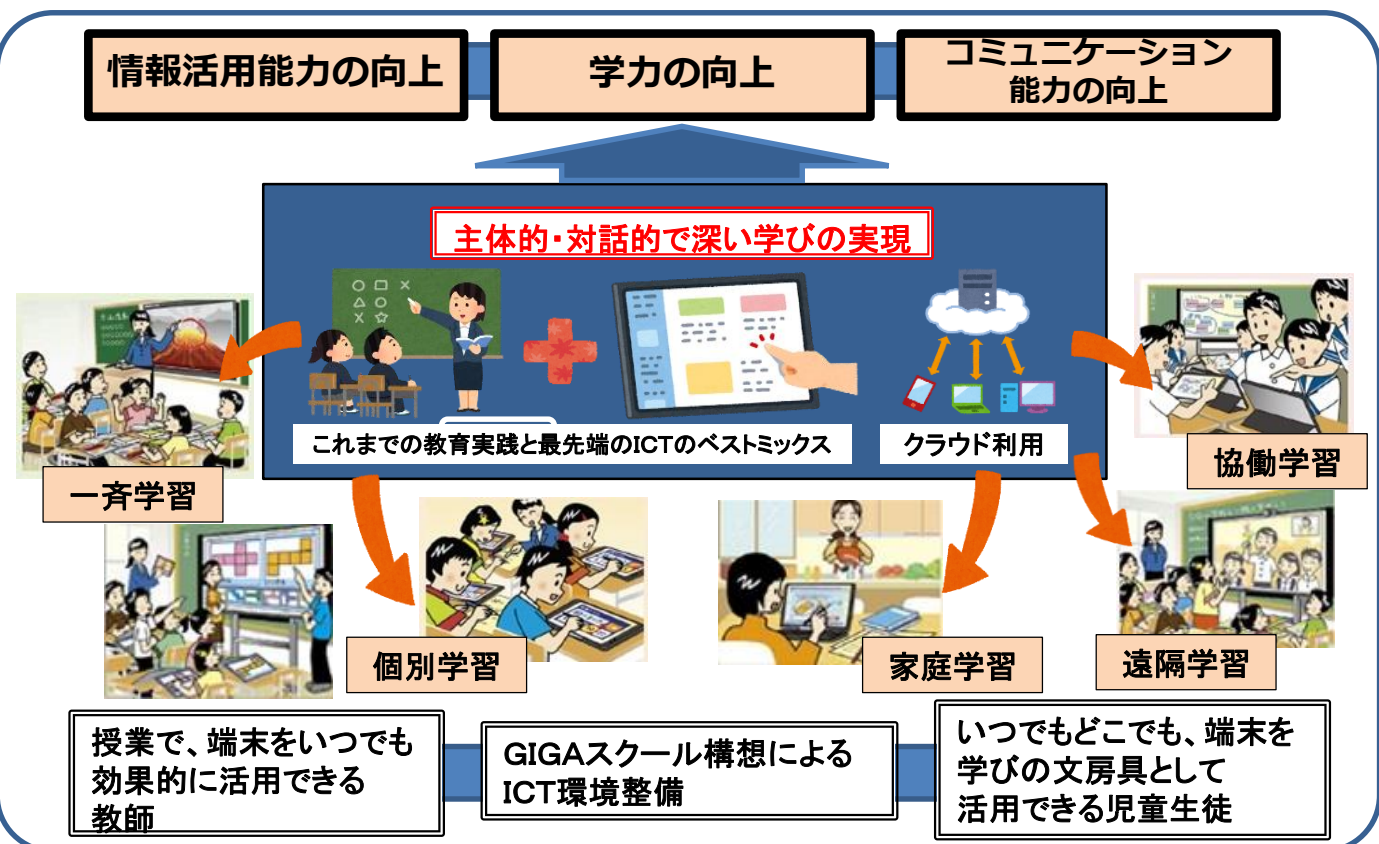 情報活用能力の向上
学力の向上
コミュニケーション
能力の向上
主体的・対話的で深い学びの実現
これまでの教育実践と最先端のICTのベストミックス
クラウド利用
一斉学習
協働学習
個別学習
家庭学習
遠隔学習
授業で、端末をいつでも
効果的に活用できる
教師
GIGAスクール構想による
ICT環境整備
いつでもどこでも、端末を
学びの文房具として
活用できる児童生徒